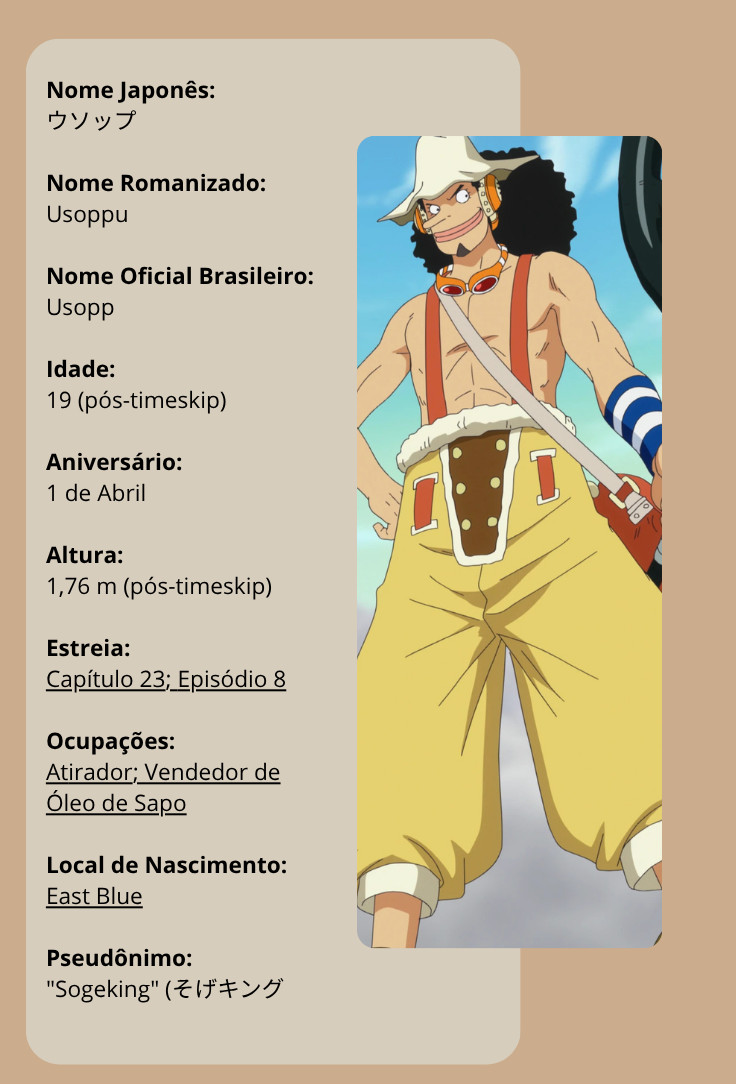 Nome Japonês:
ウソップ
Nome Romanizado:
Usoppu
Nome Oficial Brasileiro:
Usopp
Idade:
19 (pós-timeskip)
Aniversário:
1 de Abril
Altura:
1,76 m (pós-timeskip)
Estreia:
Capítulo 23; Episódio 8
Ocupações:
Atirador; Vendedor de
Óleo de Sapo
Local de Nascimento:
East Blue
Pseudônimo:
"Sogeking" (そげキング